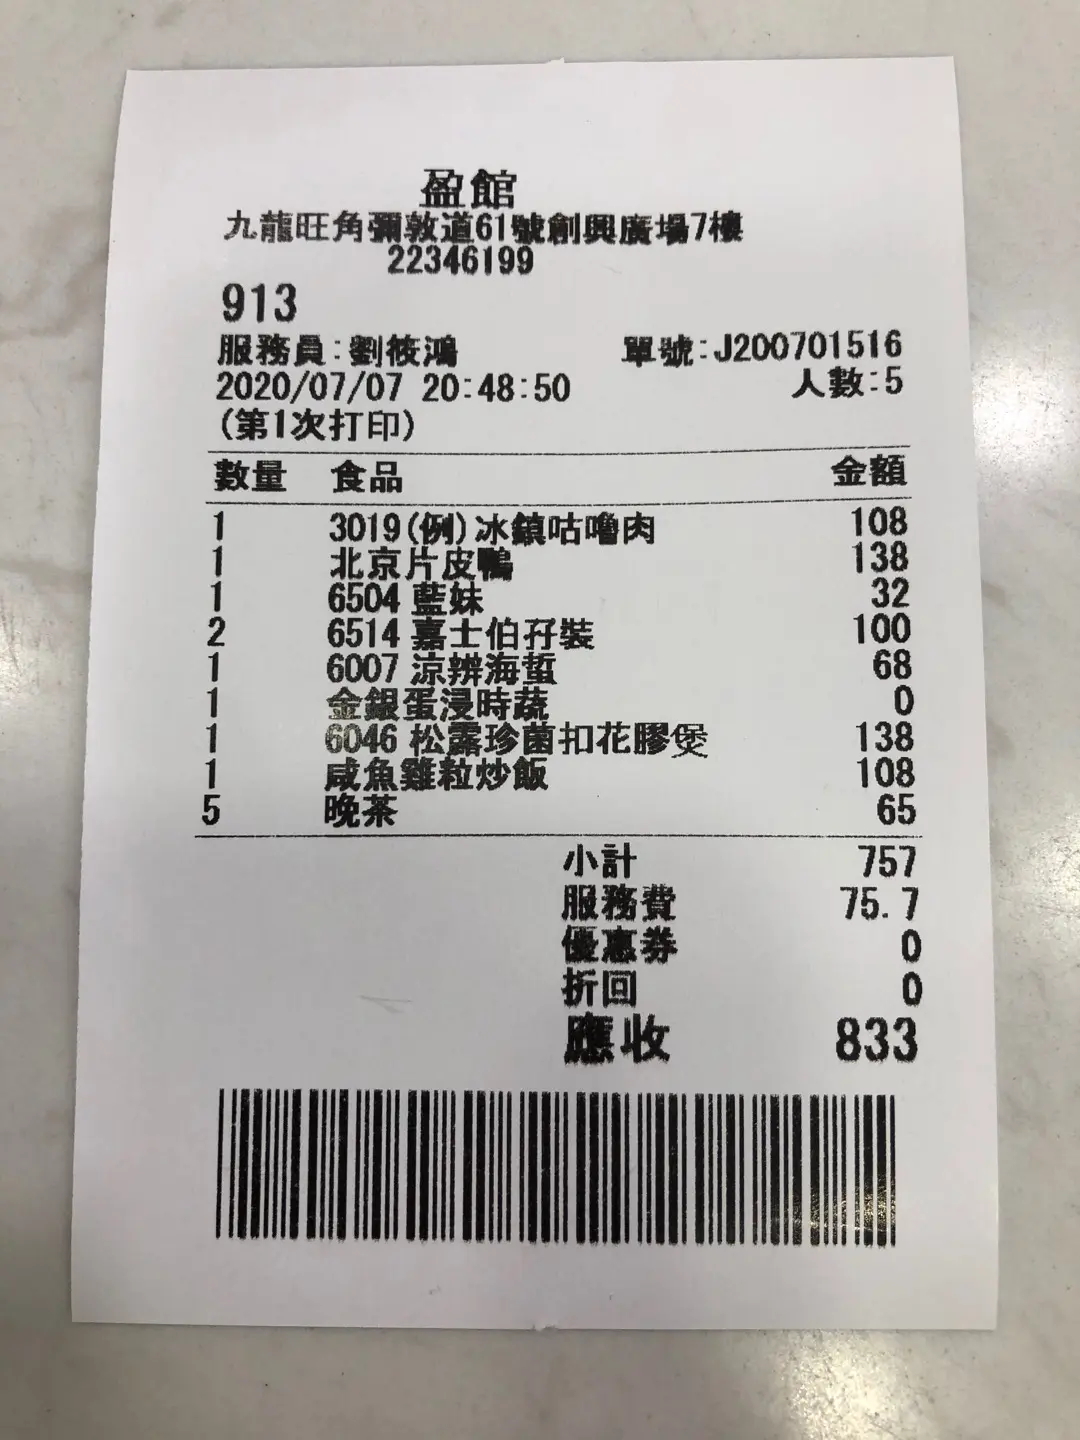 盈館
九龍旺角彌敦道61號創興廣場7樓
22346199
913
服務員:劉筱鴻 單號:J200701516
2020/07/07 20:48:50 人數:5
(第1次打印)
數量 食品 金額
1 3019(例)冰鎮咕嚕肉 108
1 北京片皮鴨 138
1 6504 藍妹 32
2 6514 嘉士伯孖裝 100
1 6007 涼辨海蜇 68
1 金銀蛋浸時蔬 0
1 6046 松露珍菌扣花膠煲 138
1 咸魚雞粒炒飯 108
5 晚茶 65
小計 757
服務費 75.7
優惠券 0
折回 0
應收 833